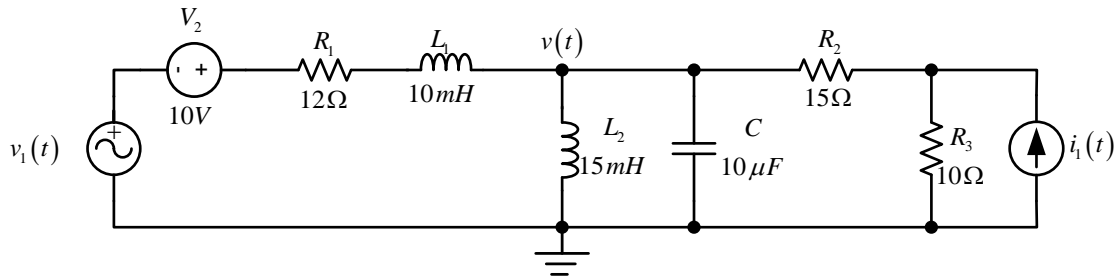 V₂
10V
v₁(t)
R₁
12Ω
L₁
10mH
v(t)
L₂
15mH
C
10μF
R₂
15Ω
R₃
10Ω
i₁(t)